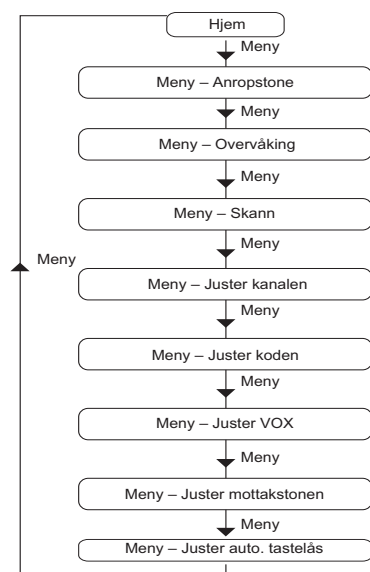 Hjem
Meny
Meny – Anropstone
Meny
Meny – Overvåking
Meny
Meny – Skann
Meny
Meny
Meny – Juster kanalen
Meny
Meny – Juster koden
Meny
Meny – Juster VOX
Meny
Meny – Juster mottakstonen
Meny
Meny – Juster auto. tastelås